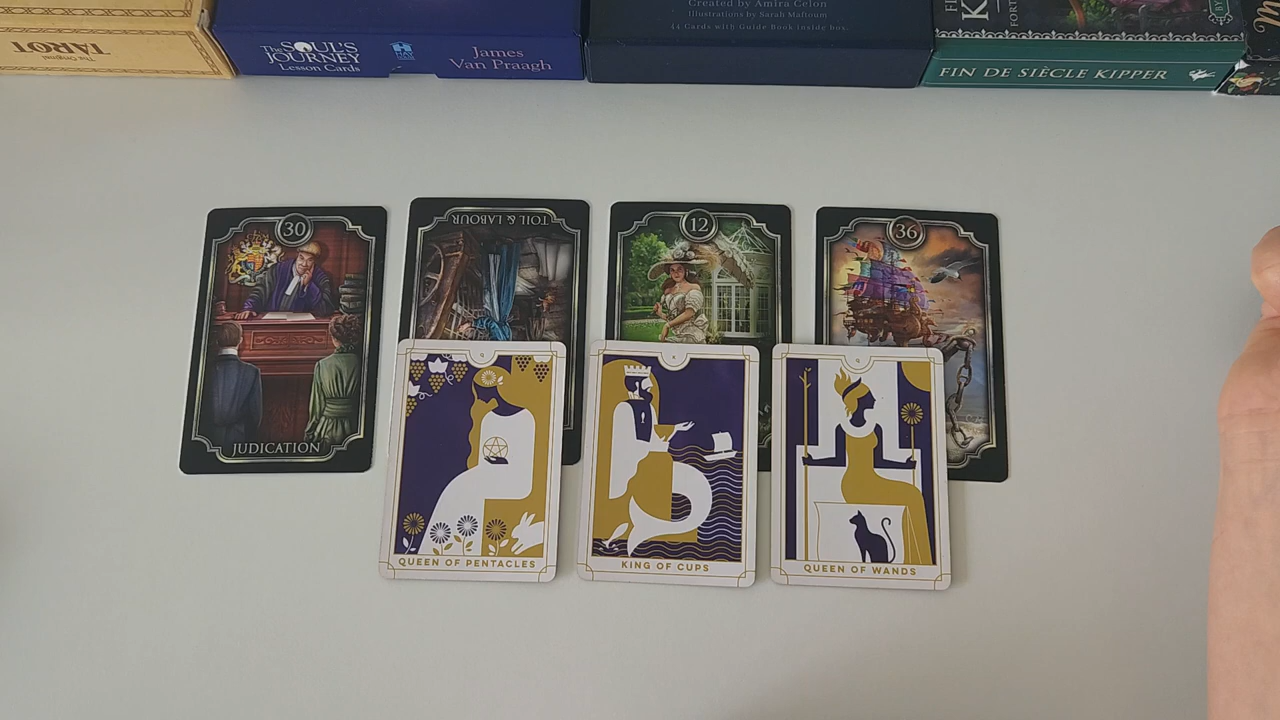 The Original
TAROT
The SOUL'S
JOURNEY
Lesson Cards
HAY
HOUSE
James
Van Praagh
Created by Amira Celon
Illustrations by Sarah Maftoum
44 Cards with Guide Book inside box.
FIN DE SIÈCLE KIPPER
30
JUDICATION
TOIL & LABOUR
12
36
Q
QUEEN OF PENTACLES
K
KING OF CUPS
Q
QUEEN OF WANDS